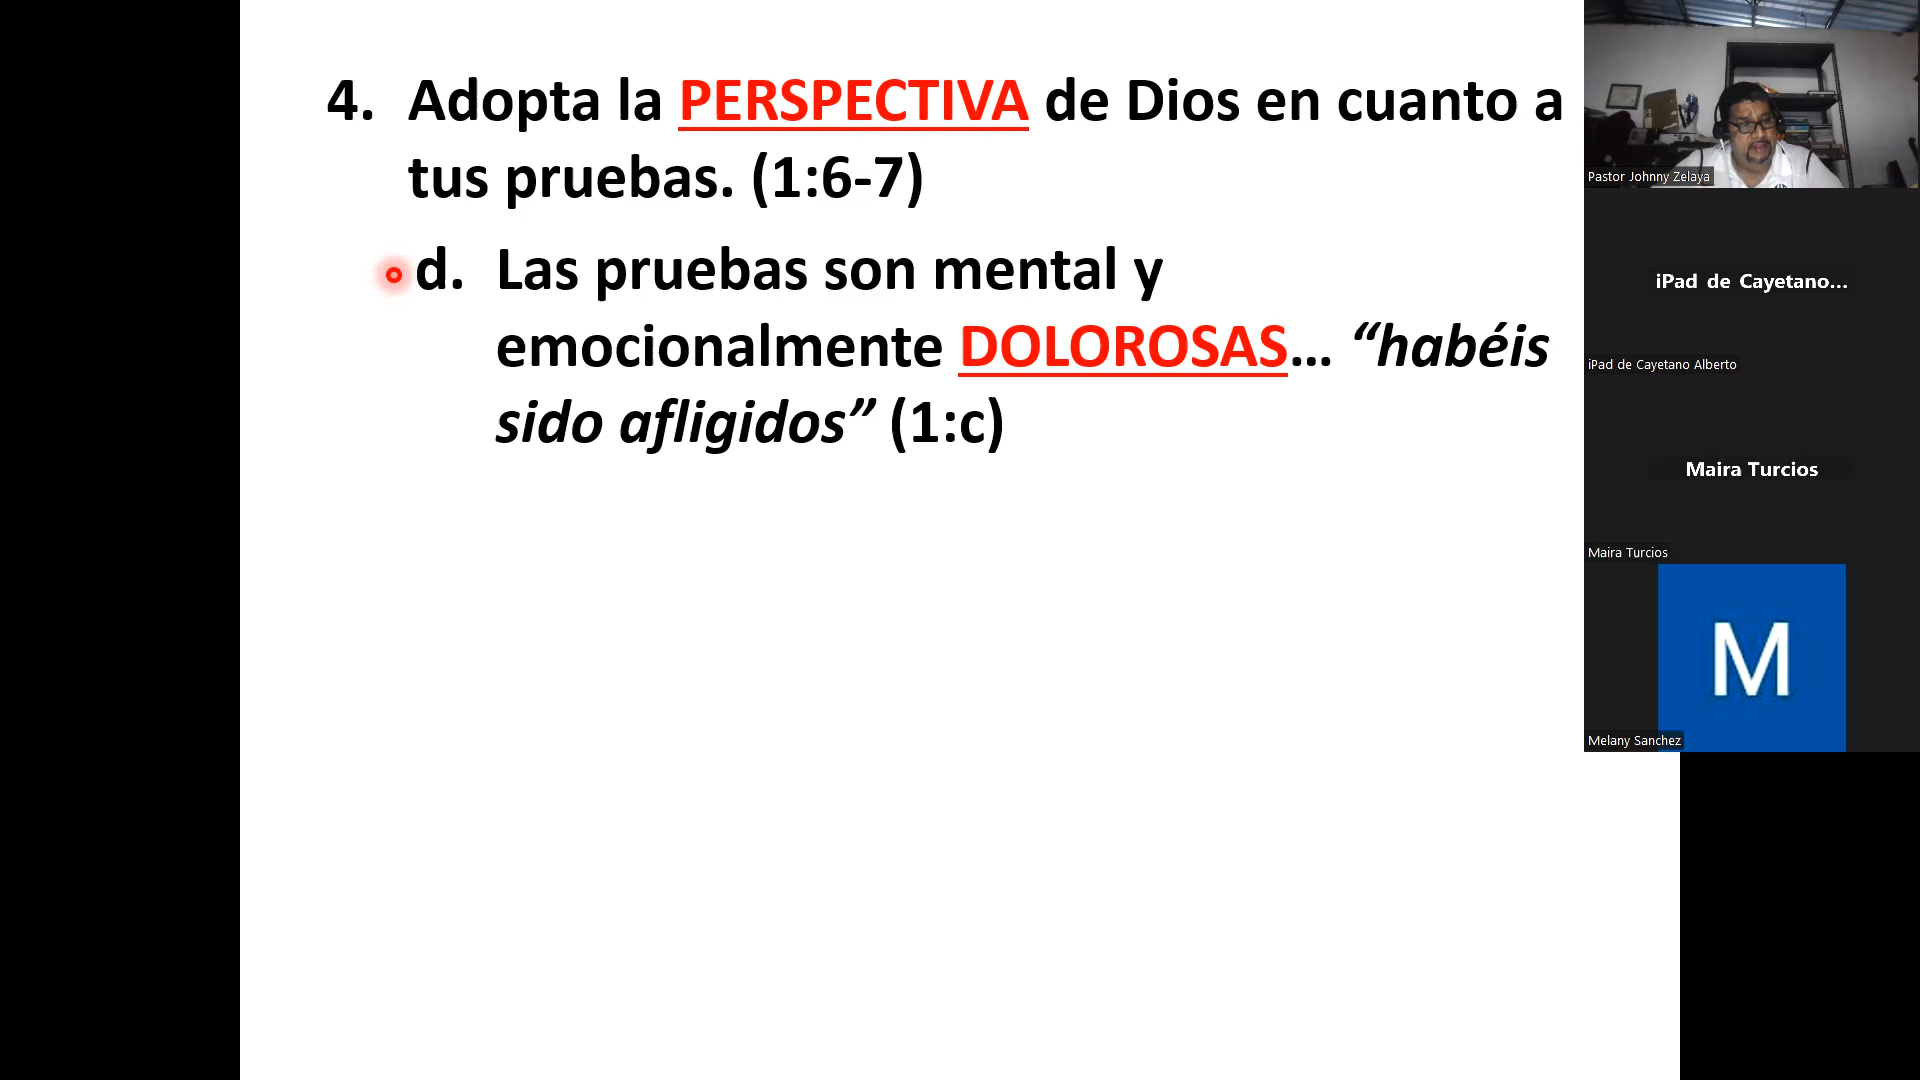 4. Adopta la PERSPECTIVA de Dios en cuanto a
tus pruebas. (1:6-7)
d. Las pruebas son mental y
emocionalmente DOLOROSAS... “habéis
sido afligidos” (1:c)
Pastor Johnny Zelaya
iPad de Cayetano...
iPad de Cayetano Alberto
Maira Turcios
Maira Turcios
M
Melany Sanchez